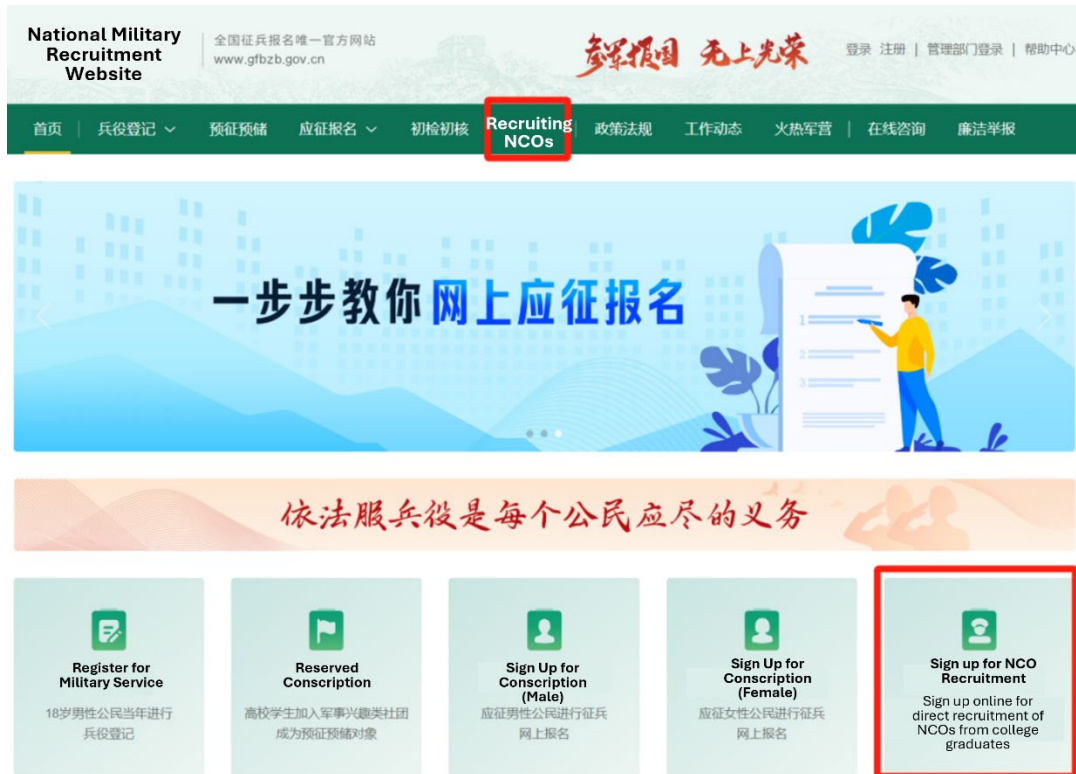 National Military
Recruitment
Website
全国征兵报名唯一官方网站
www.gfbzb.gov.cn
参军报国 无上光荣
登录 注册 | 管理部门登录 | 帮助中心
首页 | 兵役登记 预征预储 应征报名 初检初核 Recruiting NCOs | 政策法规 工作动态 火热军营 | 在线咨询 廉洁举报
一步步教你网上应征报名
1
2
3
依法服兵役是每个公民应尽的义务
Register for
Military Service
18岁男性公民当年进行
兵役登记
Reserved
Conscription
高校学生加入军事兴趣类社团
成为预征预储对象
Sign Up for
Conscription
(Male)
应征男性公民进行征兵
网上报名
Sign Up for
Conscription
(Female)
应征女性公民进行征兵
网上报名
Sign up for NCO
Recruitment
Sign up online for
direct recruitment of
NCOs from college
graduates